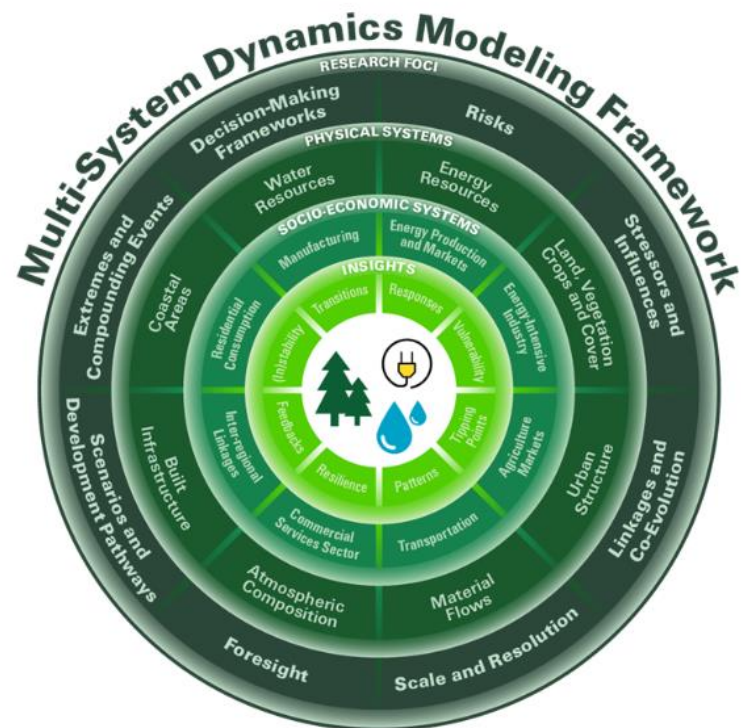 Multi-System Dynamics Modeling Framework
RESEARCH FOCI
Decision-Making
Frameworks
Risks
Stressors and
Influences
Linkages and
Co-Evolution
Scale and Resolution
Foresight
Scenarios and
Development Pathways
Extremes and
Compounding Events
PHYSICAL SYSTEMS
Water
Resources
Energy
Resources
Land, Vegetation
Crops and Cover
Urban
Structure
Material
Flows
Atmospheric
Composition
Built
Infrastructure
Coastal
Areas
SOCIO-ECONOMIC SYSTEMS
Manufacturing
Energy Production
and Markets
Energy-Intensive
Industry
Agriculture
Markets
Transportation
Commercial
Services Sector
Inter-regional
Linkages
Residential
Consumption
INSIGHTS
Transitions
Responses
Vulnerability
Tipping
Points
Patterns
Resilience
Feedbacks
(In)stability